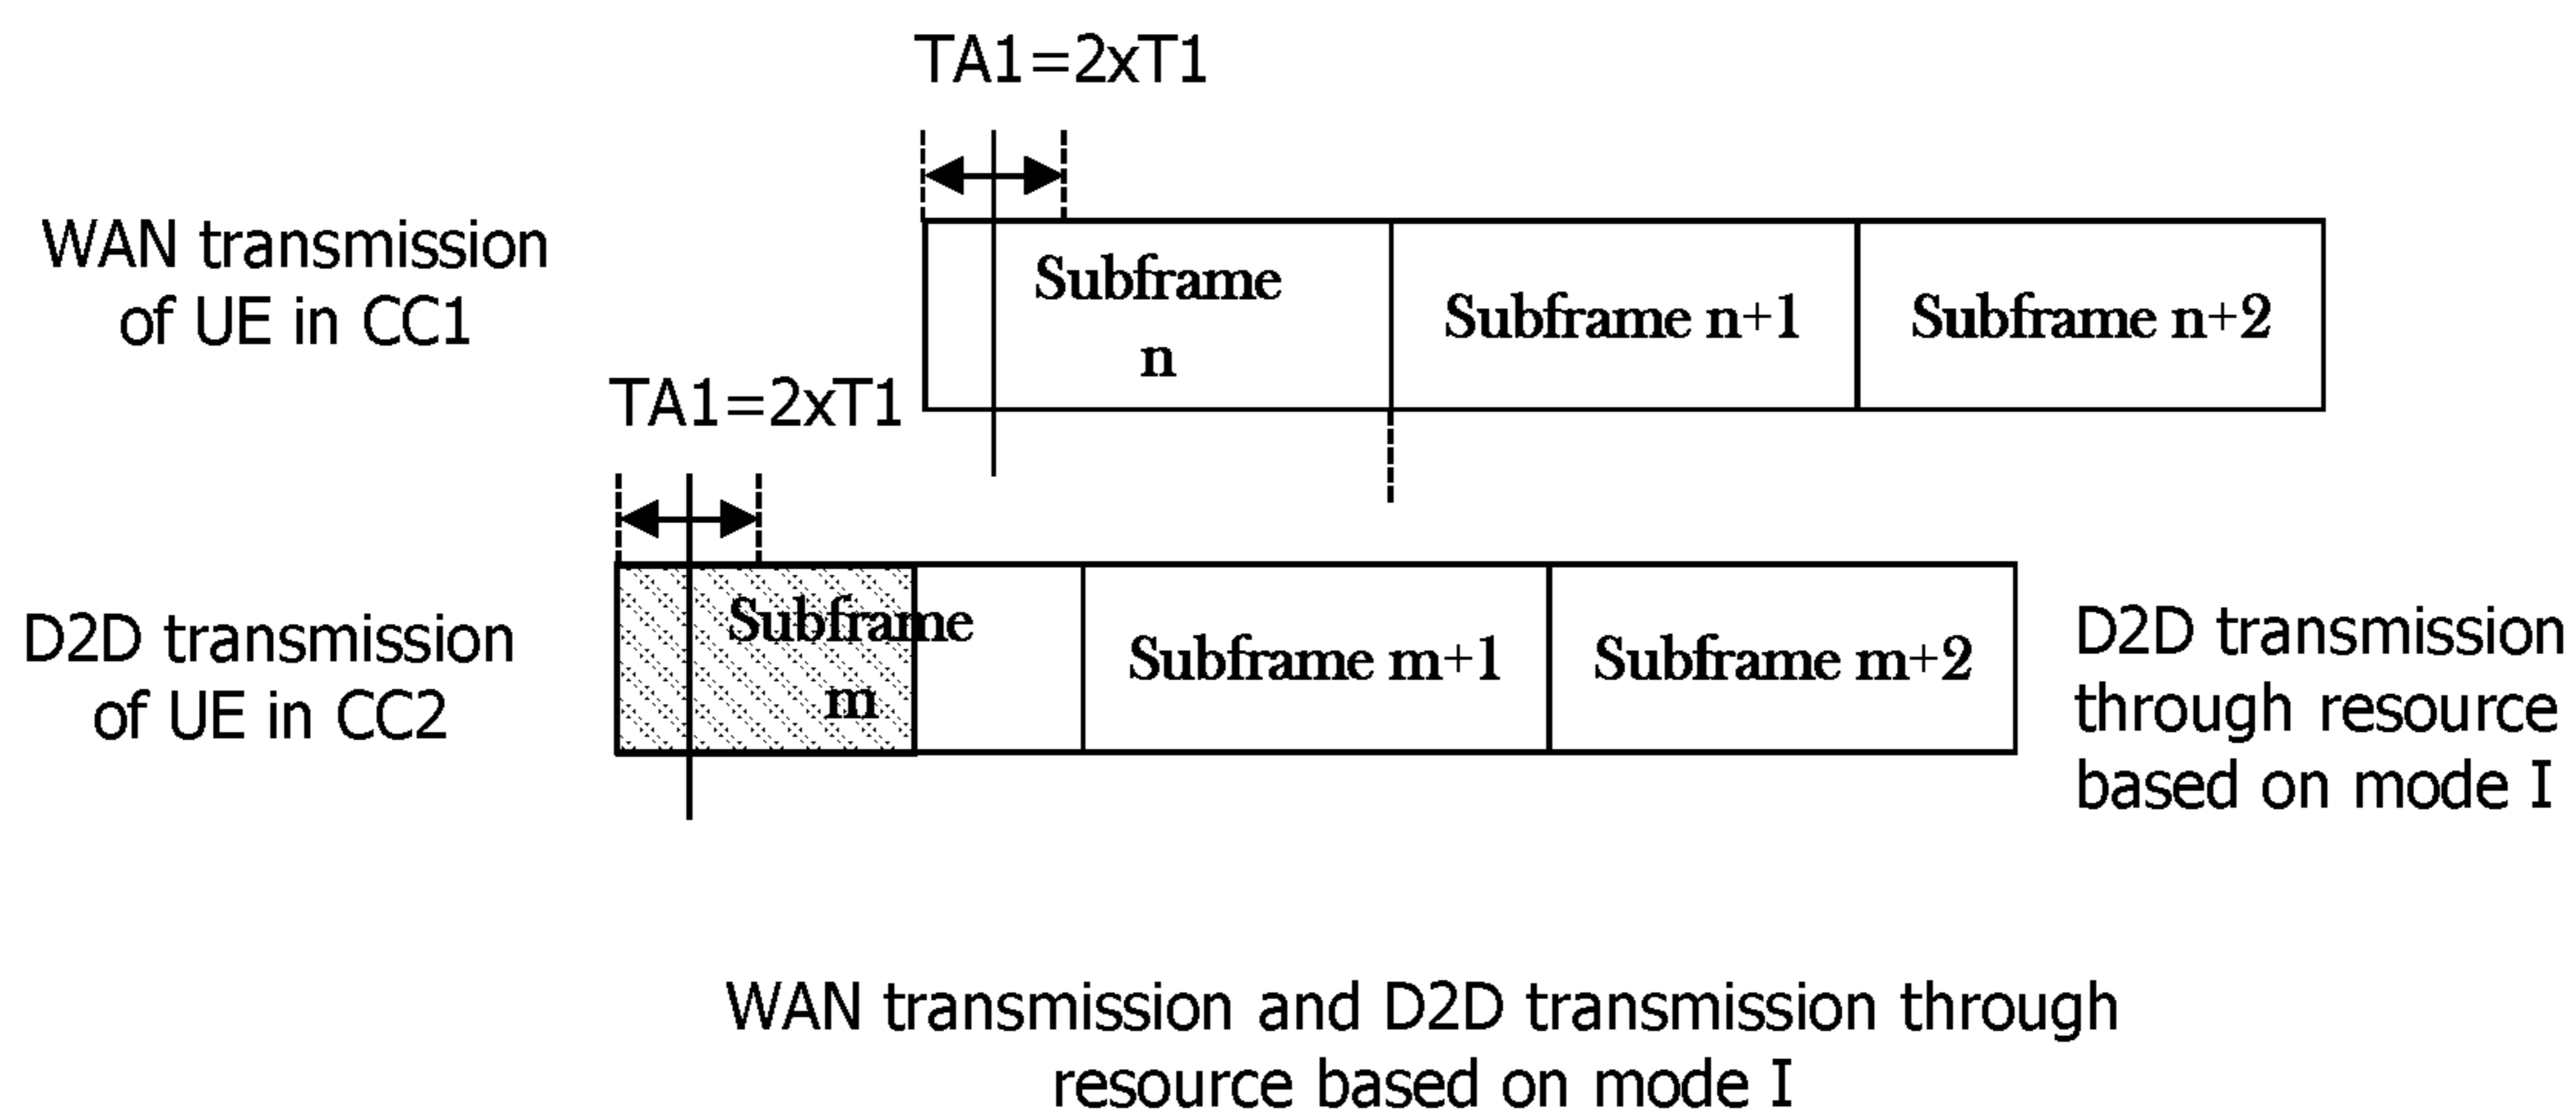 TA1=2xT1
WAN transmission
of UE in CC1
Subframe
n
Subframe n+1
Subframe n+2
TA1=2xT1
D2D transmission
of UE in CC2
Subframe
m
Subframe m+1
Subframe m+2
D2D transmission
through resource
based on mode I
WAN transmission and D2D transmission through
resource based on mode I